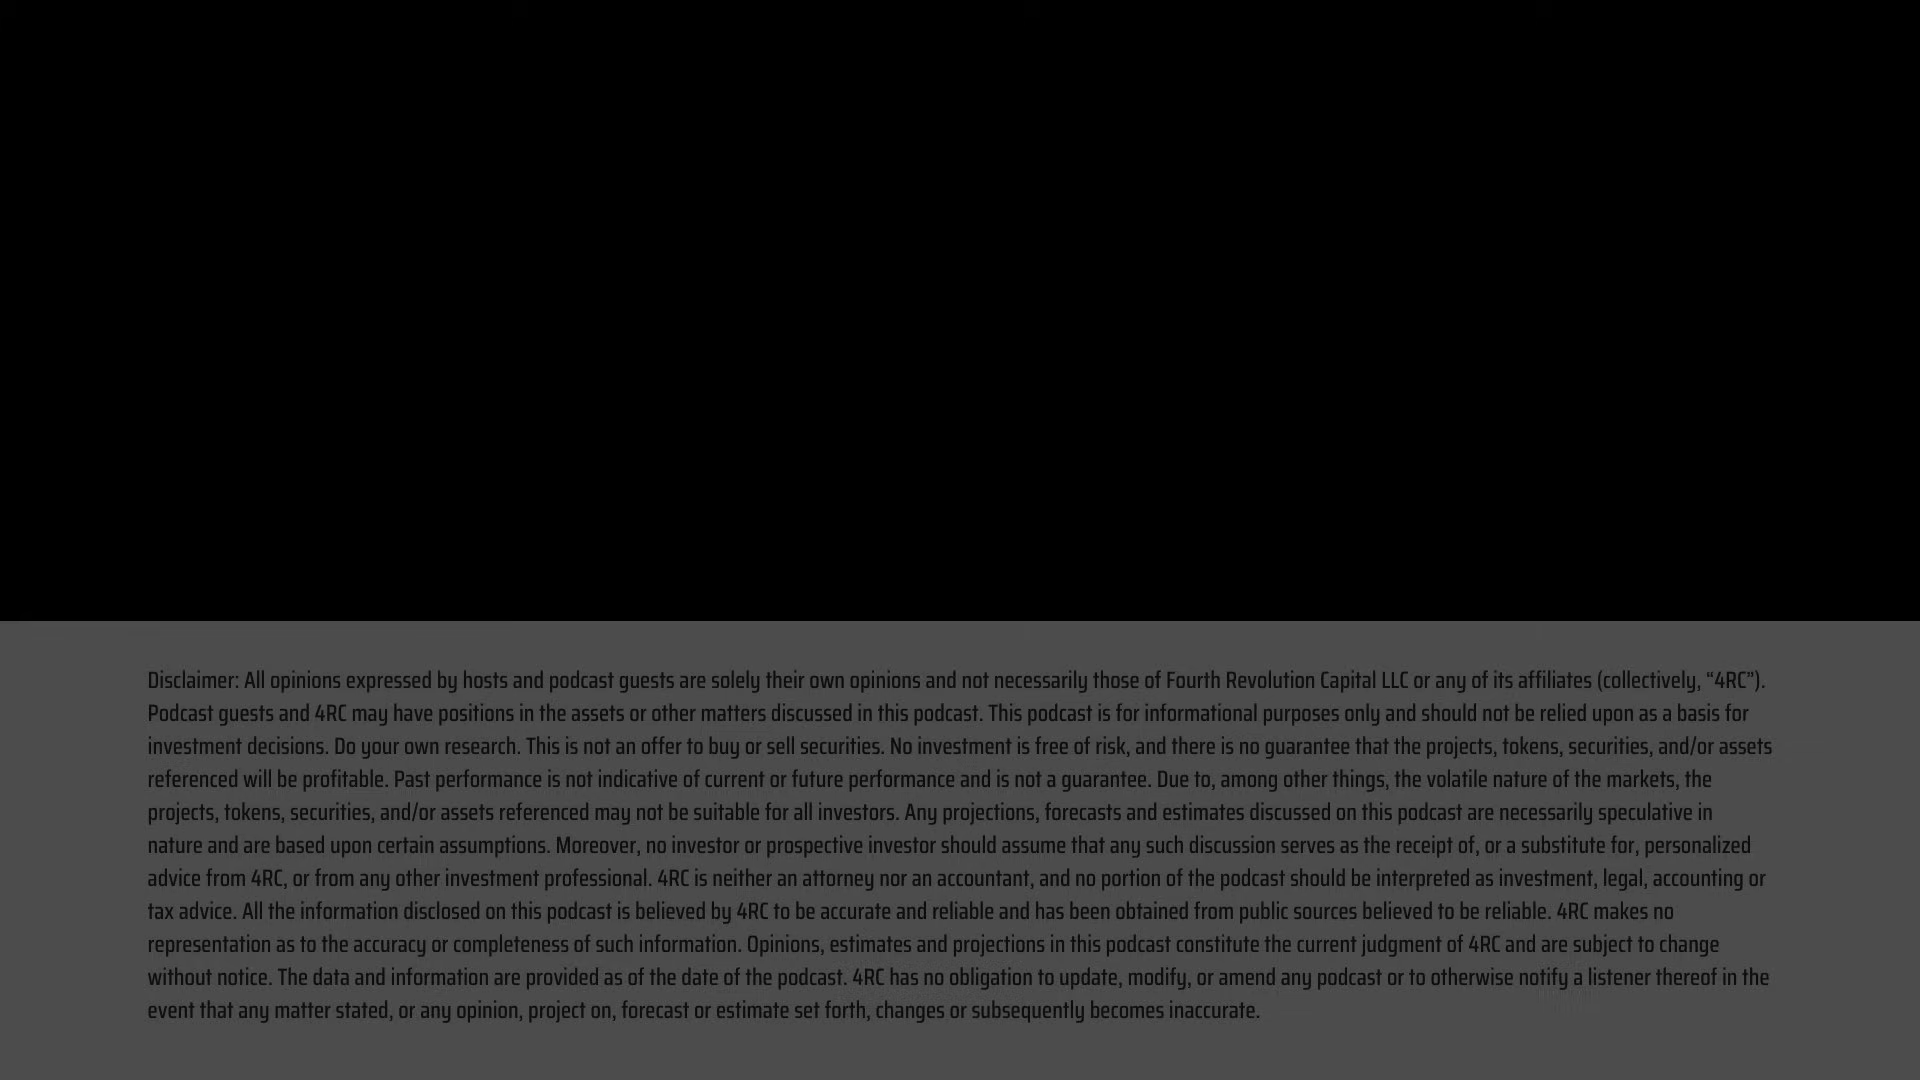 Disclaimer: All opinions expressed by hosts and podcast guests are solely their own opinions and not necessarily those of Fourth Revolution Capital LLC or any of its affiliates (collectively, “4RC”).
Podcast guests and 4RC may have positions in the assets or other matters discussed in this podcast. This podcast is for informational purposes only and should not be relied upon as a basis for
investment decisions. Do your own research. This is not an offer to buy or sell securities. No investment is free of risk, and there is no guarantee that the projects, tokens, securities, and/or assets
referenced will be profitable. Past performance is not indicative of current or future performance and is not a guarantee. Due to, among other things, the volatile nature of the markets, the
projects, tokens, securities, and/or assets referenced may not be suitable for all investors. Any projections, forecasts and estimates discussed on this podcast are necessarily speculative in
nature and are based upon certain assumptions. Moreover, no investor or prospective investor should assume that any such discussion serves as the receipt of, or a substitute for, personalized
advice from 4RC, or from any other investment professional. 4RC is neither an attorney nor an accountant, and no portion of the podcast should be interpreted as investment, legal, accounting or
tax advice. All the information disclosed on this podcast is believed by 4RC to be accurate and reliable and has been obtained from public sources believed to be reliable. 4RC makes no
representation as to the accuracy or completeness of such information. Opinions, estimates and projections in this podcast constitute the current judgment of 4RC and are subject to change
without notice. The data and information are provided as of the date of the podcast. 4RC has no obligation to update, modify, or amend any podcast or to otherwise notify a listener thereof in the
event that any matter stated, or any opinion, project on, forecast or estimate set forth, changes or subsequently becomes inaccurate.